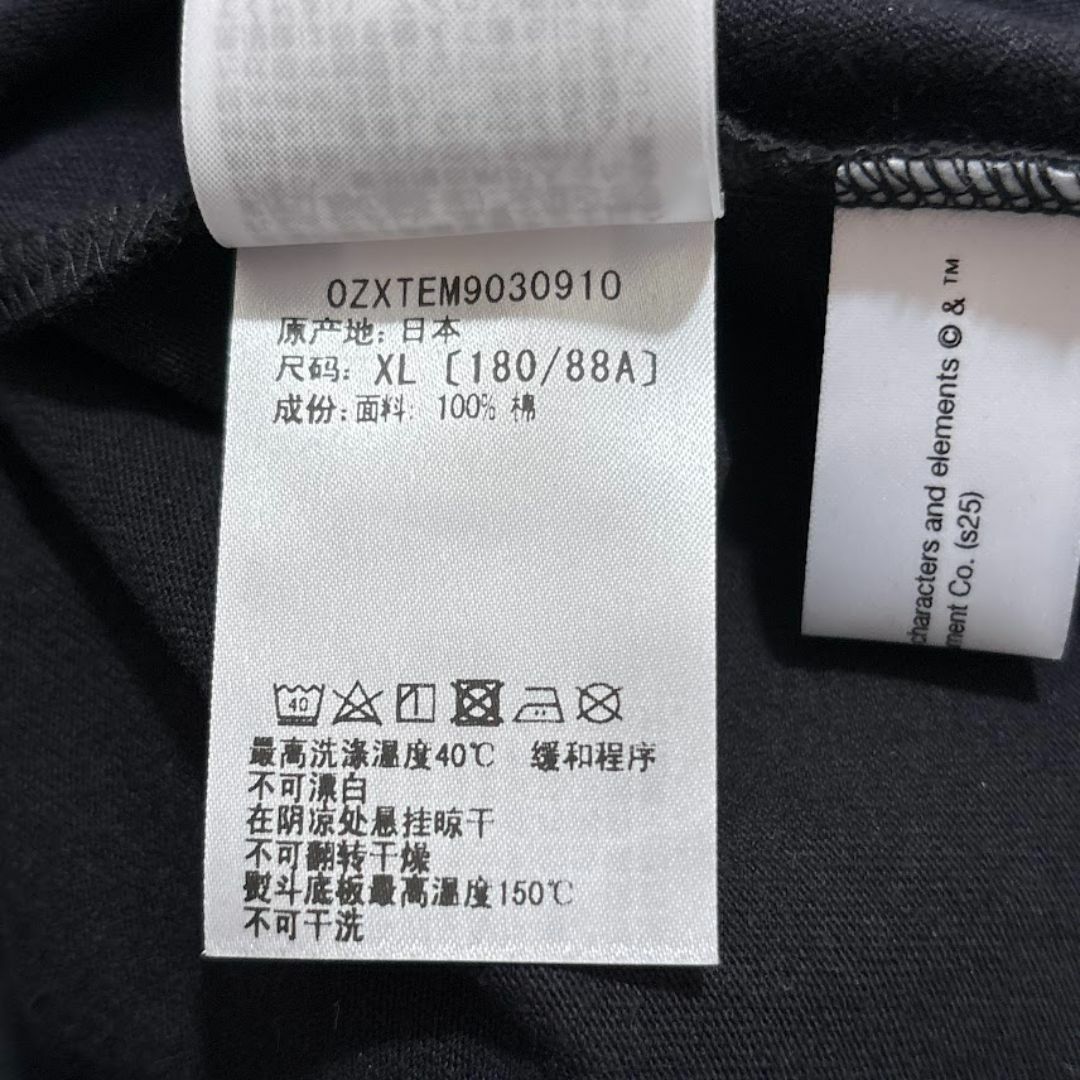 0ZXTEM9030910
原产地: 日本
尺码: XL 〔180/88A〕
成份: 面料: 100% 棉
40
最高洗涤温度40℃ 缓和程序
不可漂白
在阴凉处悬挂晾干
不可翻转干燥
熨斗底板最高温度150℃
不可干洗
characters and elements © & ™
ment Co. (s25)